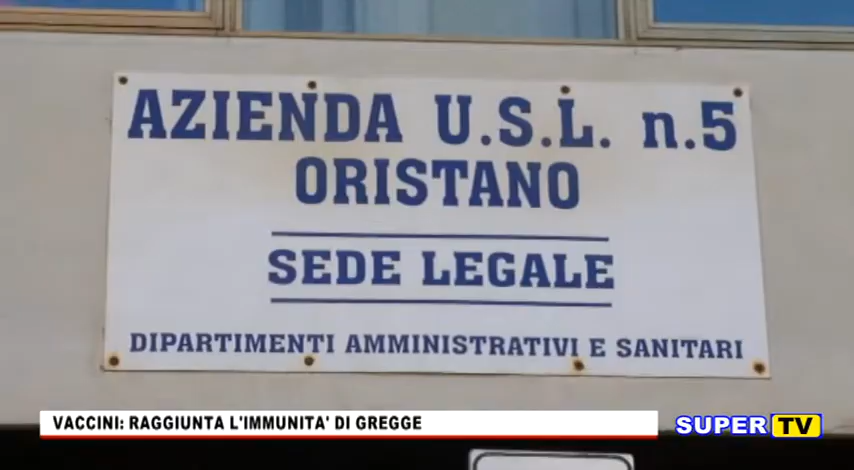 AZIENDA U.S.L. n.5
ORISTANO
SEDE LEGALE
DIPARTIMENTI AMMINISTRATIVI E SANITARI
VACCINI: RAGGIUNTA L'IMMUNITA' DI GREGGE
SUPER TV